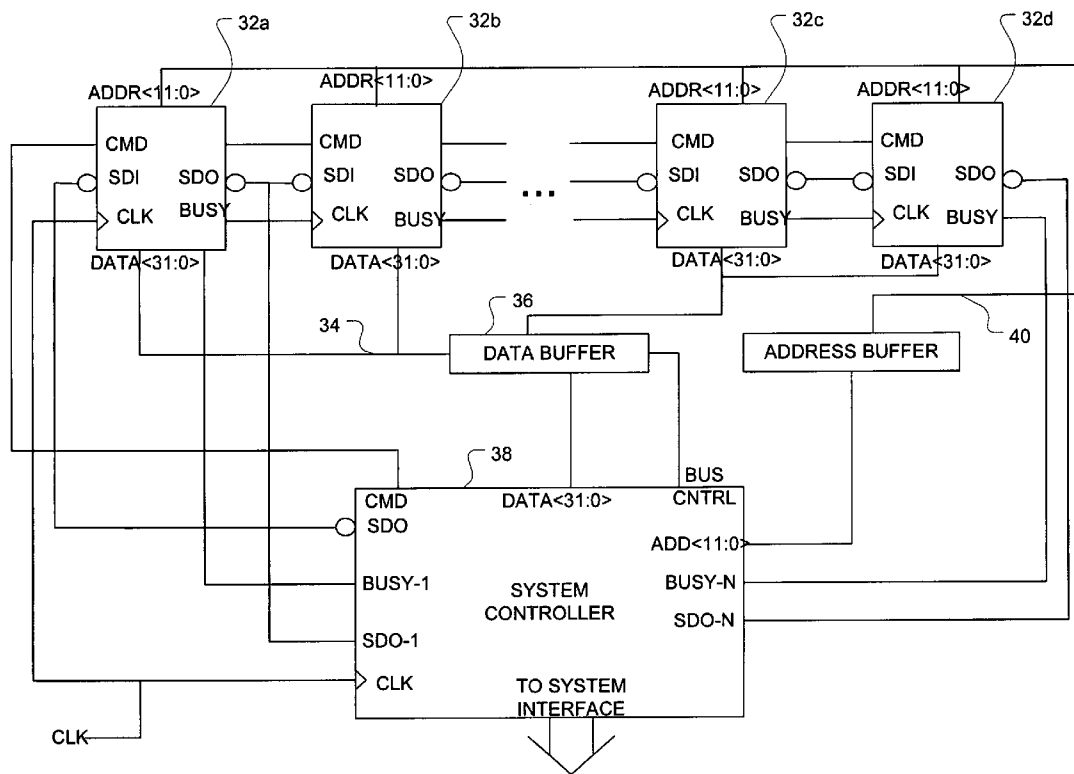 32a
32b
32c
32d
ADDR<11:0>
ADDR<11:0>
ADDR<11:0>
ADDR<11:0>
CMD
SDI
SDO
CLK
BUSY
CMD
SDI
SDO
CLK
BUSY
...
CMD
SDI
SDO
CLK
BUSY
CMD
SDI
SDO
CLK
BUSY
DATA<31:0>
DATA<31:0>
DATA<31:0>
DATA<31:0>
34
36
DATA BUFFER
ADDRESS BUFFER
40
38
CMD
DATA<31:0>
BUS
CNTRL
SDO
ADD<11:0>
BUSY-1
BUSY-N
SYSTEM
CONTROLLER
SDO-1
SDO-N
CLK
TO SYSTEM
INTERFACE
CLK